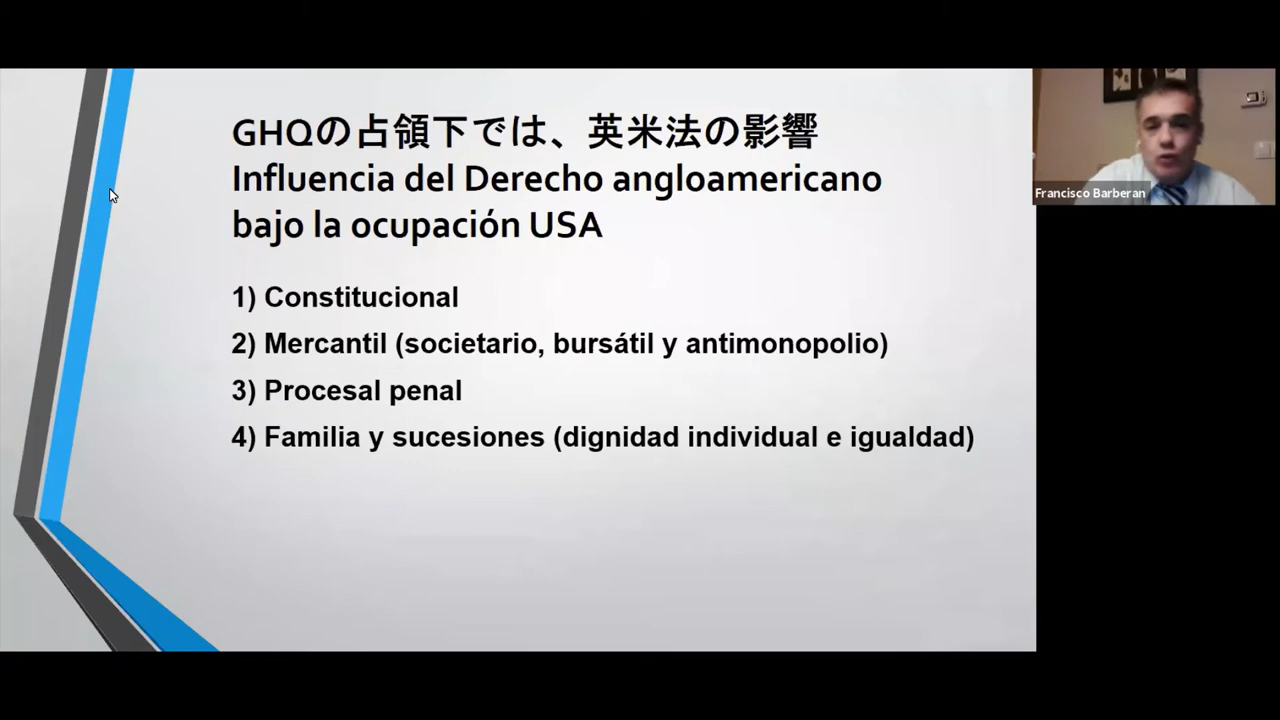 GHQの占領下では、英米法の影響
Influencia del Derecho angloamericano
bajo la ocupación USA
1) Constitucional
2) Mercantil (societario, bursátil y antimonopolio)
3) Procesal penal
4) Familia y sucesiones (dignidad individual e igualdad)
Francisco Barberan